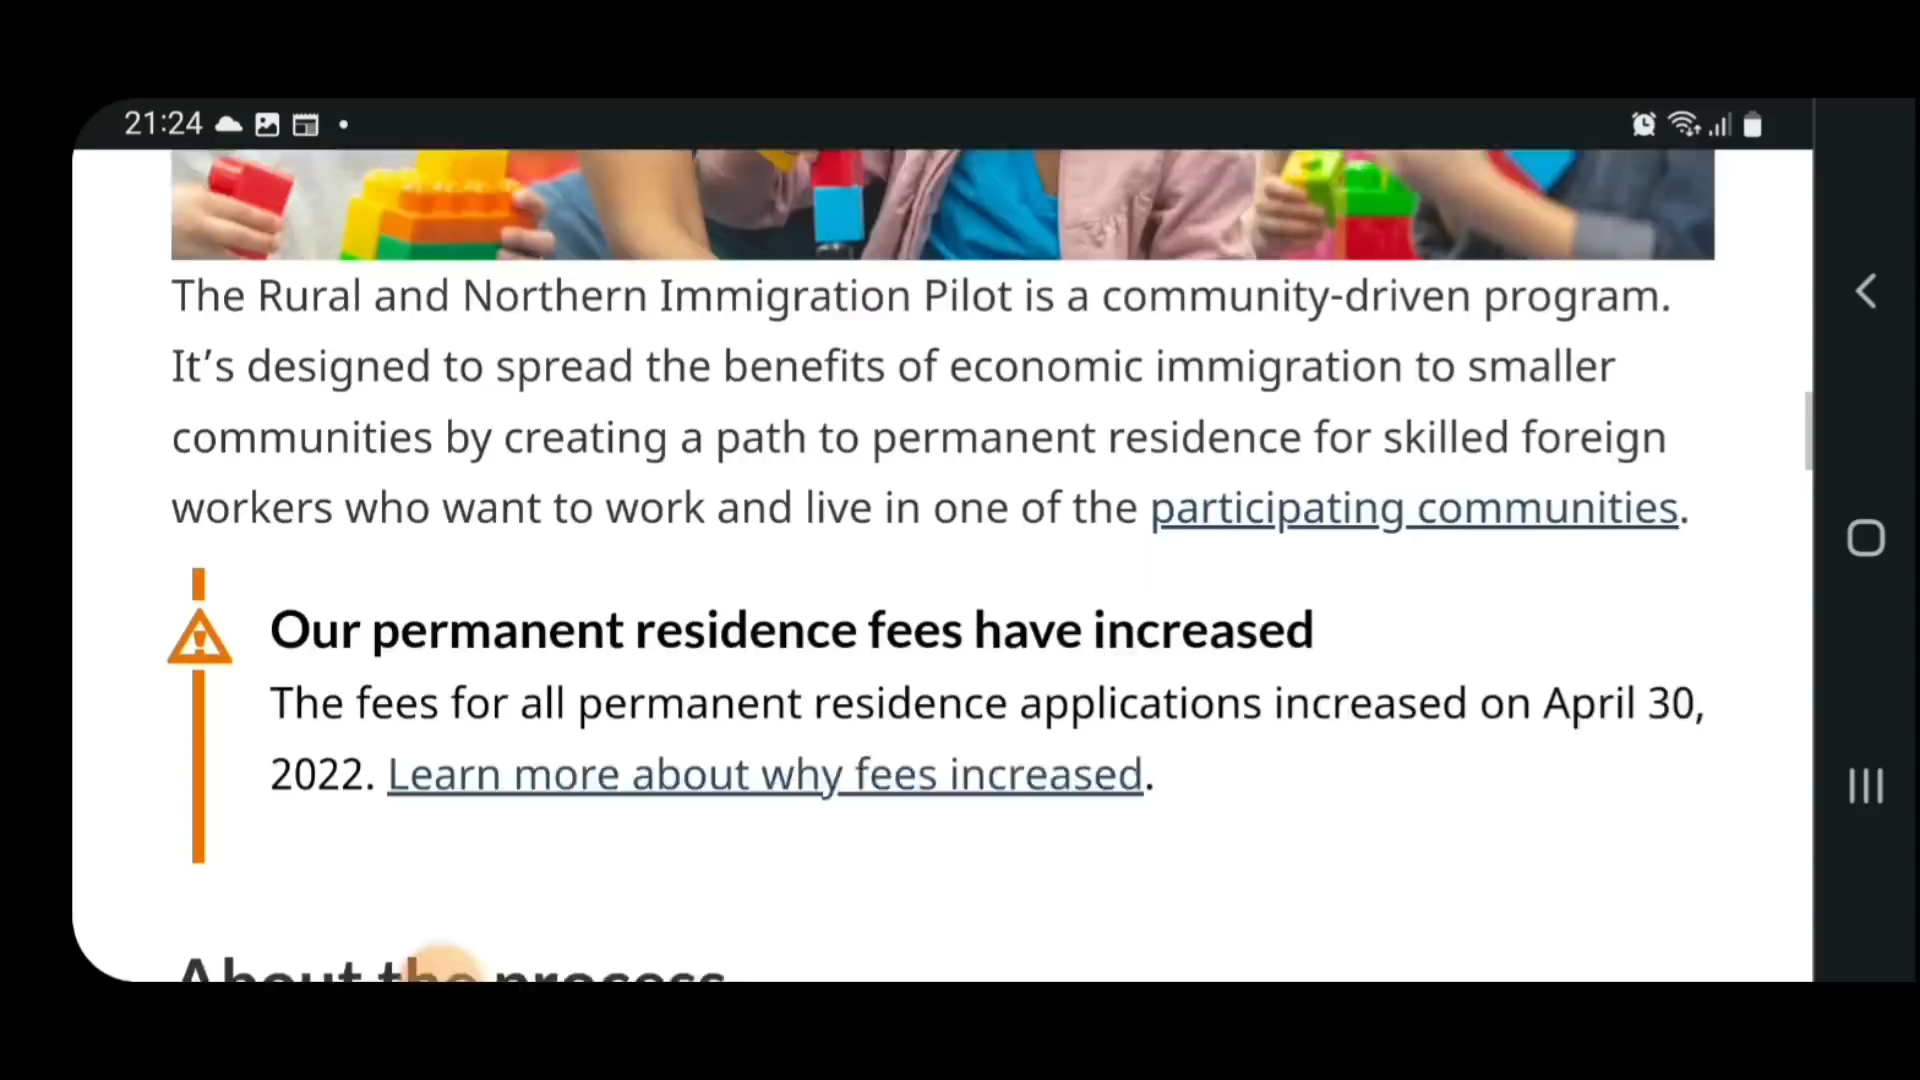 21:24
The Rural and Northern Immigration Pilot is a community-driven program.
It’s designed to spread the benefits of economic immigration to smaller
communities by creating a path to permanent residence for skilled foreign
workers who want to work and live in one of the participating communities.
Our permanent residence fees have increased
The fees for all permanent residence applications increased on April 30,
2022. Learn more about why fees increased.
About the process